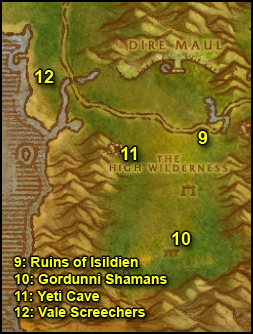 DIRE MAUL
12
9
11
THE
HIGH WILDERNESS
10
9: Ruins of Isildien
10: Gordunni Shamans
11: Yeti Cave
12: Vale Screechers